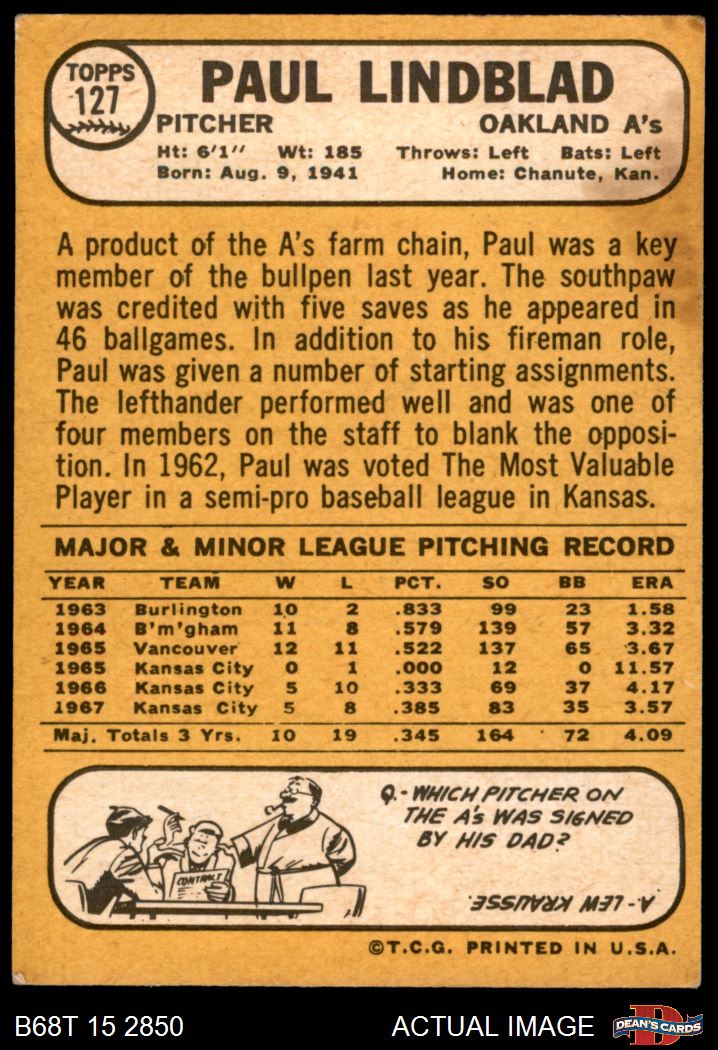 TOPPS
127
PAUL LINDBLAD
PITCHER OAKLAND A's
Ht: 6'1" Wt: 185 Throws: Left Bats: Left
Born: Aug. 9, 1941 Home: Chanute, Kan.
A product of the A's farm chain, Paul was a key
member of the bullpen last year. The southpaw
was credited with five saves as he appeared in
46 ballgames. In addition to his fireman role,
Paul was given a number of starting assignments.
The lefthander performed well and was one of
four members on the staff to blank the opposi-
tion. In 1962, Paul was voted The Most Valuable
Player in a semi-pro baseball league in Kansas.
MAJOR & MINOR LEAGUE PITCHING RECORD
YEAR TEAM W L PCT. SO BB ERA
1963 Burlington 10 2 .833 99 23 1.58
1964 B'm'gham 11 8 .579 139 57 3.32
1965 Vancouver 12 11 .522 137 65 3.67
1965 Kansas City 0 1 .000 12 0 11.57
1966 Kansas City 5 10 .333 69 37 4.17
1967 Kansas City 5 8 .385 83 35 3.57
Maj. Totals 3 Yrs. 10 19 .345 164 72 4.09
CONTRACT
Q.- WHICH PITCHER ON
THE A's WAS SIGNED
BY HIS DAD?
A.- LEW KRAUSSE.
©T.C.G. PRINTED IN U.S.A.
B68T 15 2850 ACTUAL IMAGE
D
DEAN'S CARDS